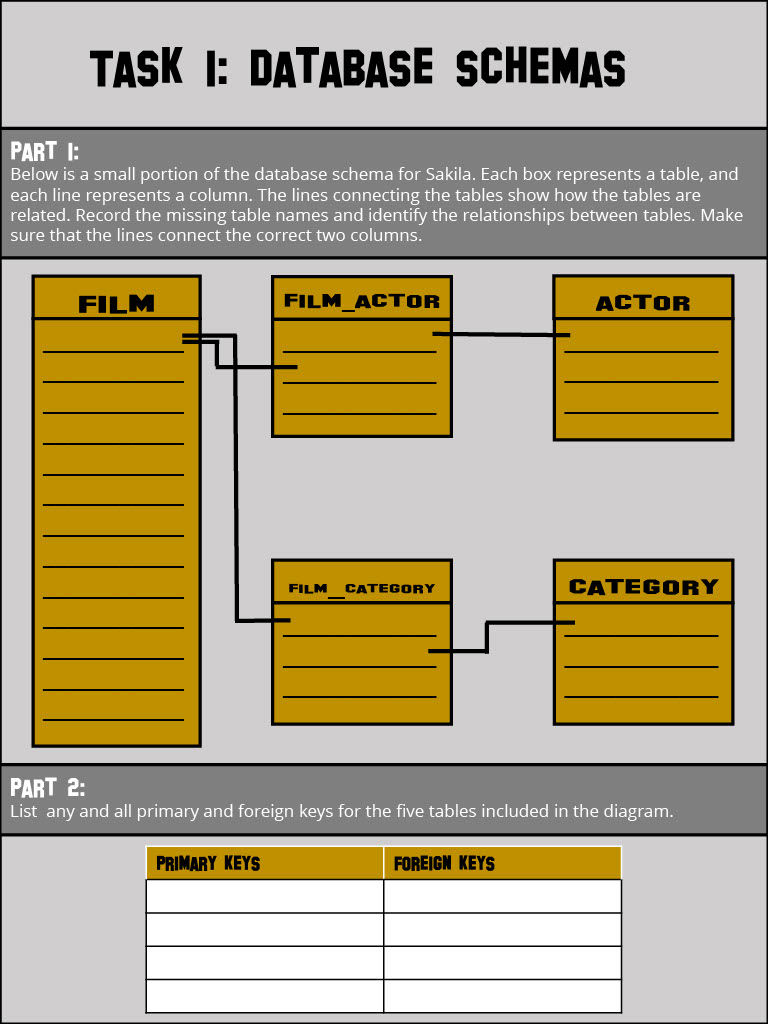 TASK 1: DATABASE SCHEMAS
PART 1:
Below is a small portion of the database schema for Sakila. Each box represents a table, and
each line represents a column. The lines connecting the tables show how the tables are
related. Record the missing table names and identify the relationships between tables. Make
sure that the lines connect the correct two columns.
FILM
FILM_ACTOR
ACTOR
FILM_CATEGORY
CATEGORY
PART 2:
List any and all primary and foreign keys for the five tables included in the diagram.
PRIMARY KEYS
FOREIGN KEYS